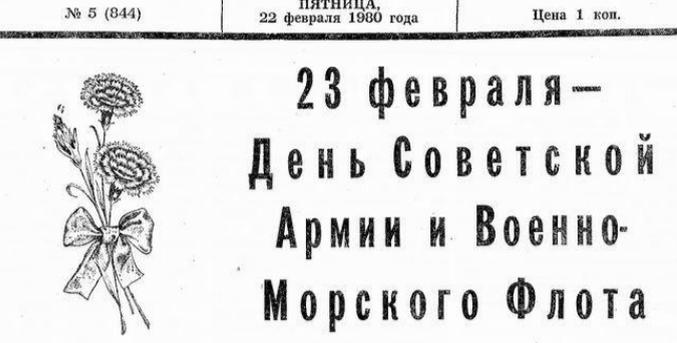 № 5 (844)
ПЯТНИЦА,
22 февраля 1980 года
Цена 1 коп.
23 февраля—
День Советской
Армии и Военно-
Морского Флота